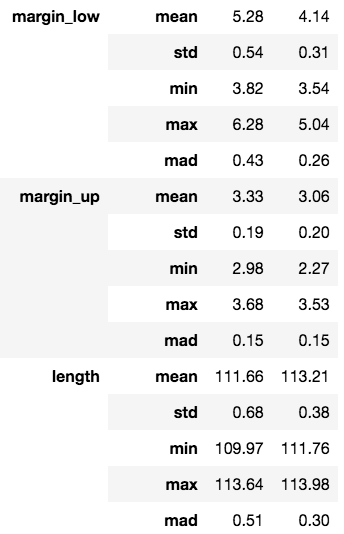 margin_low mean 5.28 4.14
std 0.54 0.31
min 3.82 3.54
max 6.28 5.04
mad 0.43 0.26
margin_up mean 3.33 3.06
std 0.19 0.20
min 2.98 2.27
max 3.68 3.53
mad 0.15 0.15
length mean 111.66 113.21
std 0.68 0.38
min 109.97 111.76
max 113.64 113.98
mad 0.51 0.30